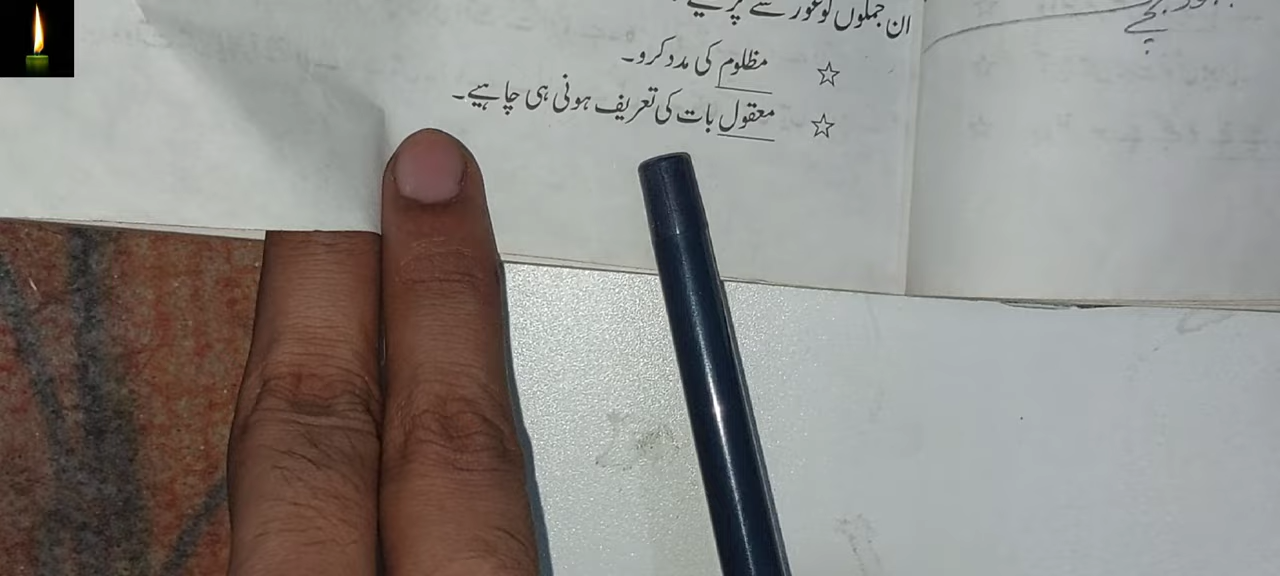 ان جملوں کو غور سے پڑھیے
☆ مظلوم کی مدد کرو۔
☆ معقول بات کی تعریف ہونی ہی چاہیے۔